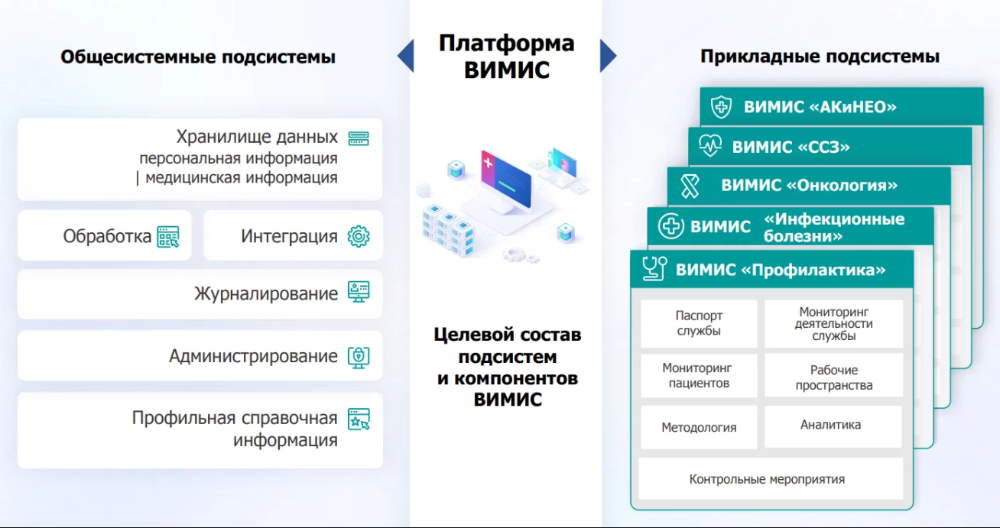 Общесистемные подсистемы
Хранилище данных
персональная информация
| медицинская информация
Обработка
Интеграция
Журналирование
Администрирование
Профильная справочная
информация
Платформа
ВИМИС
Целевой состав
подсистем
и компонентов
ВИМИС
Прикладные подсистемы
ВИМИС «АКиНЕО»
ВИМИС «ССЗ»
ВИМИС «Онкология»
ВИМИС «Инфекционные
болезни»
ВИМИС «Профилактика»
Паспорт
службы
Мониторинг
деятельности
службы
Мониторинг
пациентов
Рабочие
пространства
Методология
Аналитика
Контрольные мероприятия